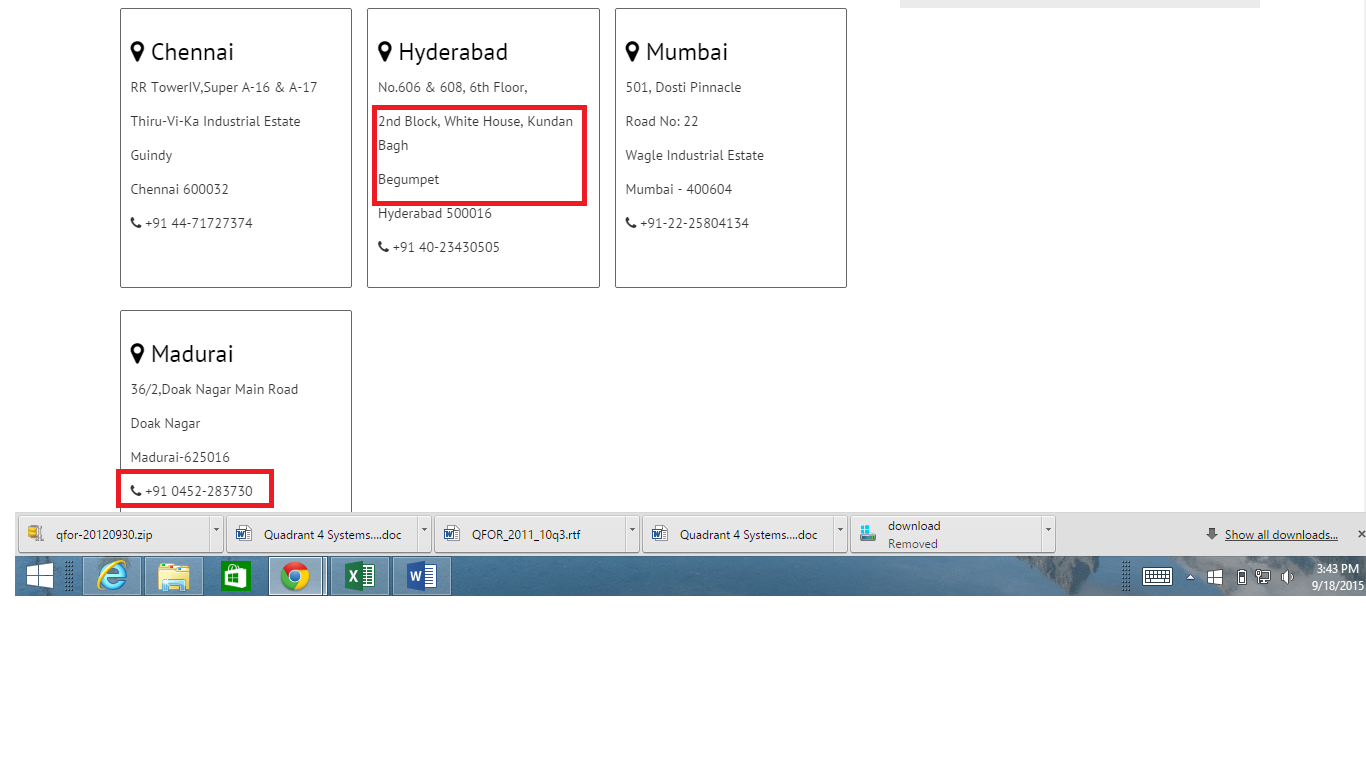 Chennai
RR TowerIV,Super A-16 & A-17
Thiru-Vi-Ka Industrial Estate
Guindy
Chennai 600032
+91 44-71727374
Hyderabad
No.606 & 608, 6th Floor,
2nd Block, White House, Kundan
Bagh
Begumpet
Hyderabad 500016
+91 40-23430505
Mumbai
501, Dosti Pinnacle
Road No: 22
Wagle Industrial Estate
Mumbai - 400604
+91-22-25804134
Madurai
36/2,Doak Nagar Main Road
Doak Nagar
Madurai-625016
+91 0452-283730
qfor-20120930.zip
Quadrant 4 Systems....doc
QFOR_2011_10q3.rtf
Quadrant 4 Systems....doc
download
Removed
Show all downloads...
3:43 PM
9/18/2015